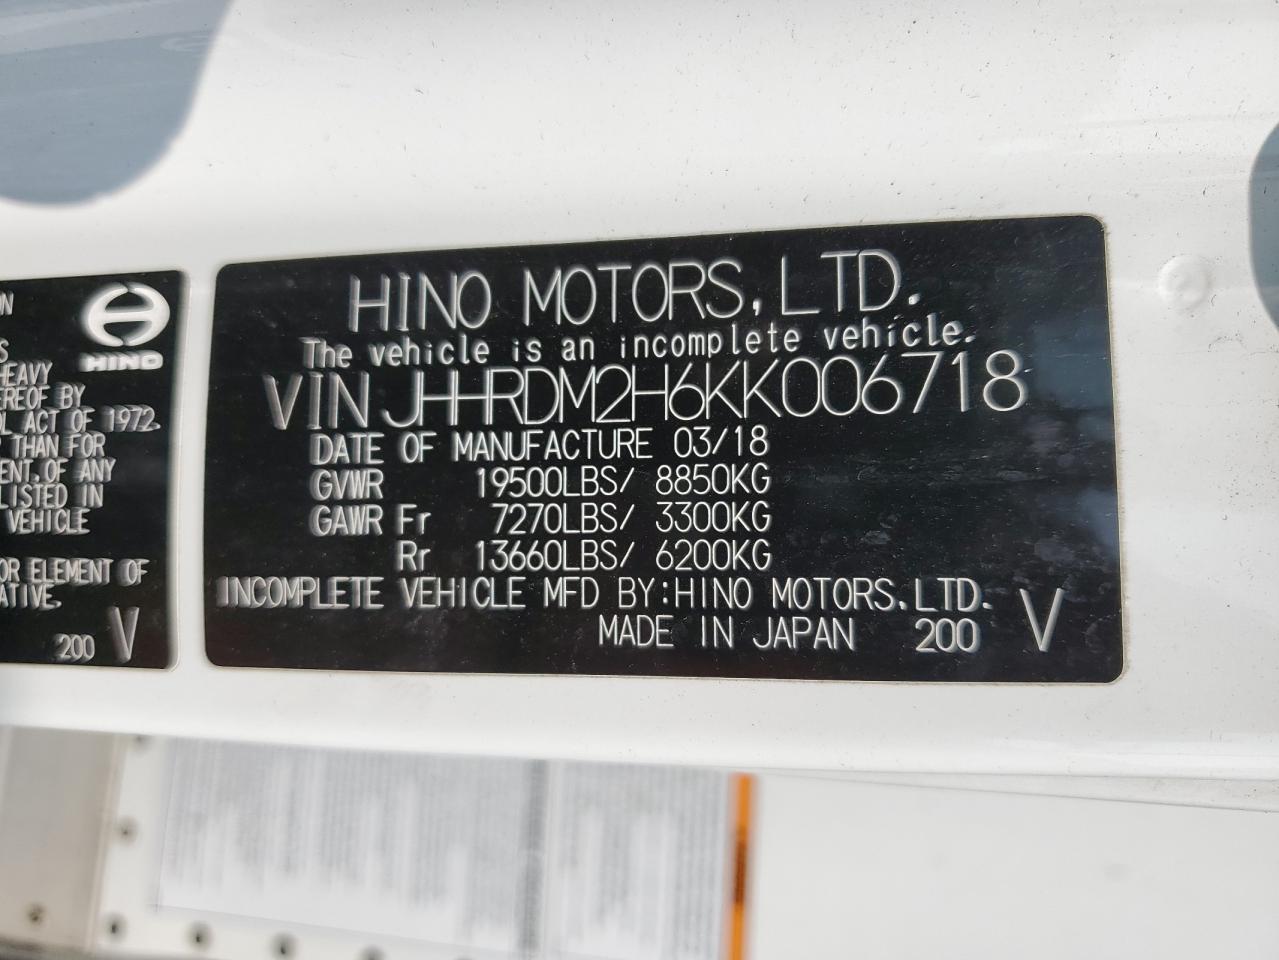 ON
HINO
S
HEAVY
EREOF BY
OL ACT OF 1972.
THAN FOR
ENT, OF ANY
LISTED IN
VEHICLE
OR ELEMENT OF
ATIVE.
200 V
HINO MOTORS, LTD.
The vehicle is an incomplete vehicle.
VIN JHHRDM2H6KK006718
DATE OF MANUFACTURE 03/18
GVWR 19500LBS/ 8850KG
GAWR Fr 7270LBS/ 3300KG
Rr 13660LBS/ 6200KG
INCOMPLETE VEHICLE MFD BY:HINO MOTORS.LTD.
MADE IN JAPAN 200 V